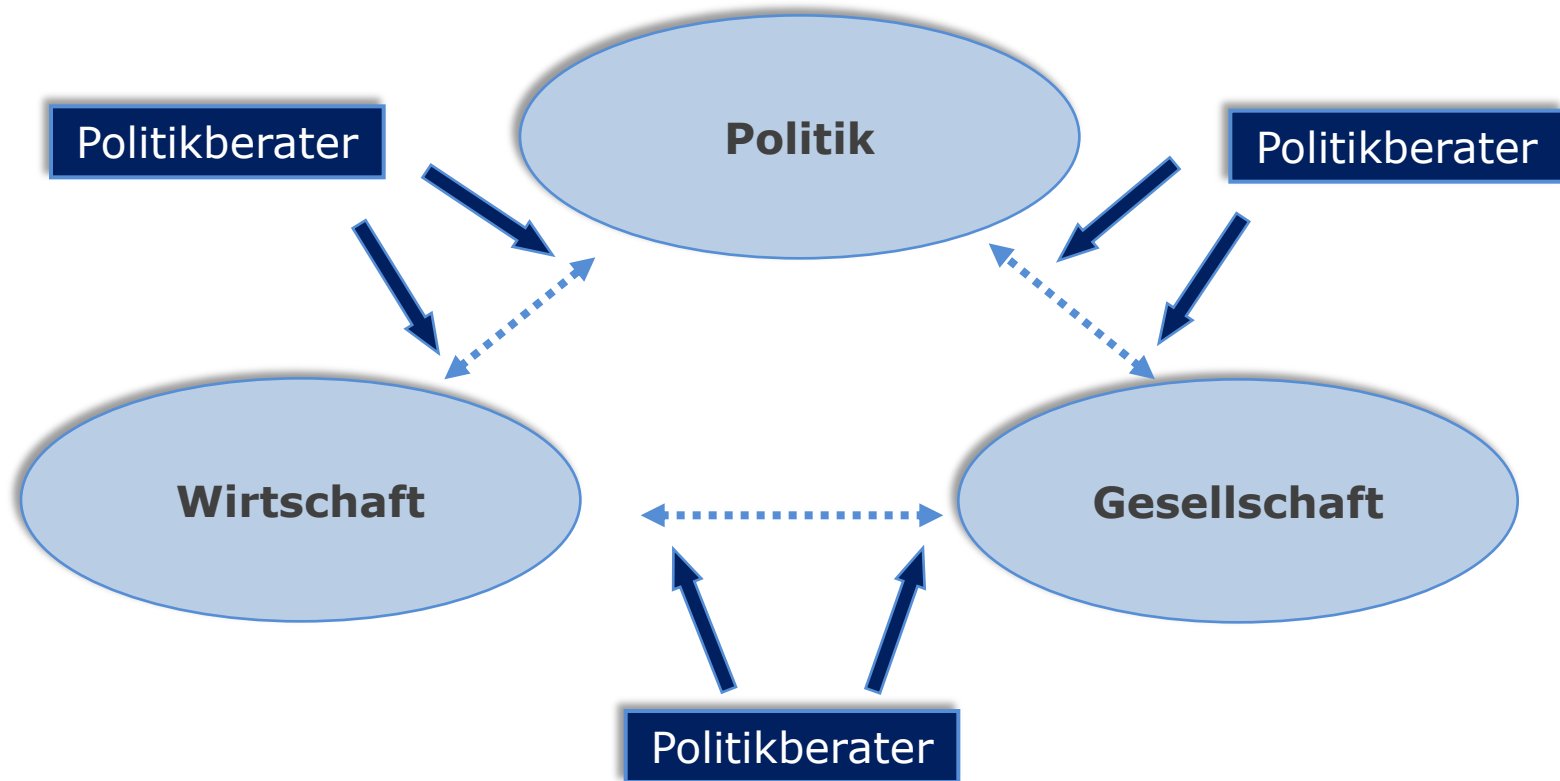 Politik
Politikberater
Politikberater
Wirtschaft
Gesellschaft
Politikberater